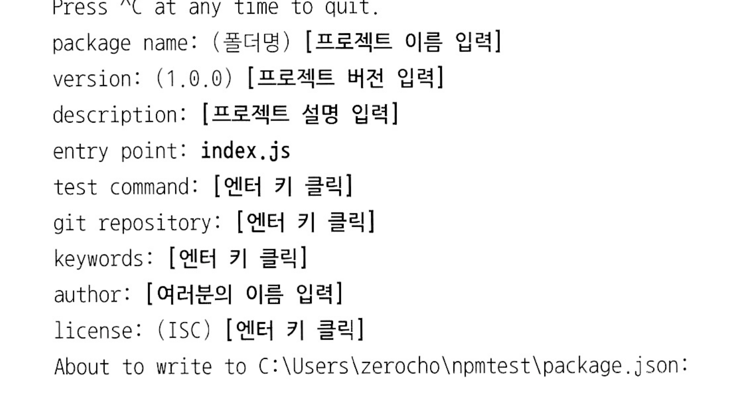 Press ^C at any time to quit.
package name: (폴더명) [프로젝트 이름 입력]
version: (1.0.0) [프로젝트 버전 입력]
description: [프로젝트 설명 입력]
entry point: index.js
test command: [엔터 키 클릭]
git repository: [엔터 키 클릭]
keywords: [엔터 키 클릭]
author: [여러분의 이름 입력]
license: (ISC) [엔터 키 클릭]
About to write to C:\Users\zerocho\npmtest\package.json: